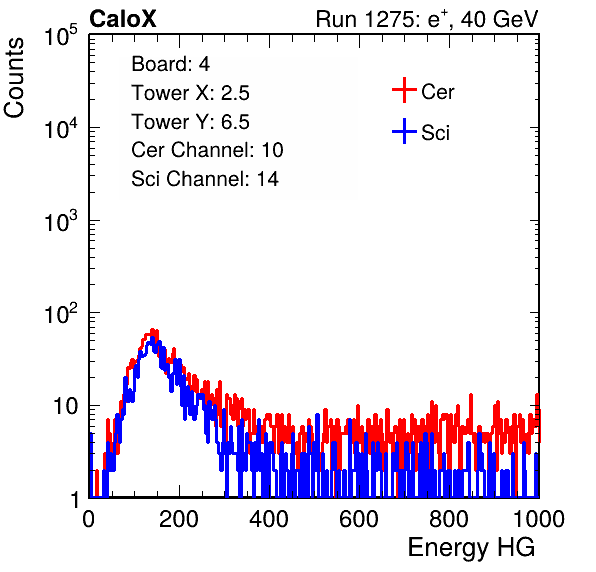 CaloX Run 1275: e⁺, 40 GeV
Counts
10⁵
10⁴
10³
10²
10
1
Board: 4
Tower X: 2.5
Tower Y: 6.5
Cer Channel: 10
Sci Channel: 14
Cer
Sci
0 200 400 600 800 1000
Energy HG